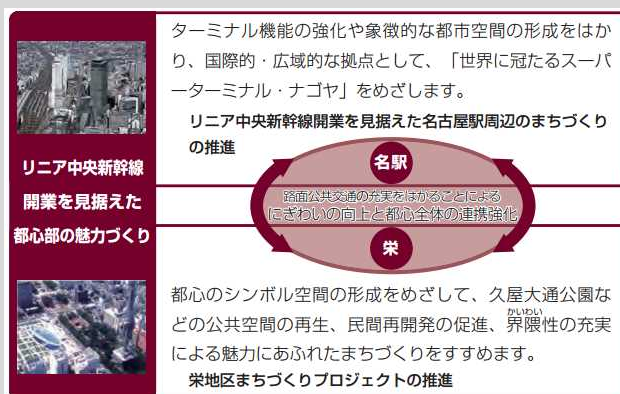 ターミナル機能の強化や象徴的な都市空間の形成をはか
り、国際的・広域的な拠点として、「世界に冠たるスーパ
ーターミナル・ナゴヤ」をめざします。
リニア中央新幹線開業を見据えた名古屋駅周辺のまちづくり
の推進
リニア中央新幹線
開業を見据えた
都心部の魅力づくり
名駅
路面公共交通の充実をはかることによる
にぎわいの向上と都心全体の連携強化
栄
都心のシンボル空間の形成をめざして、久屋大通公園な
かいわい
どの公共空間の再生、民間再開発の促進、界隈性の充実
による魅力にあふれたまちづくりをすすめます。
栄地区まちづくりプロジェクトの推進